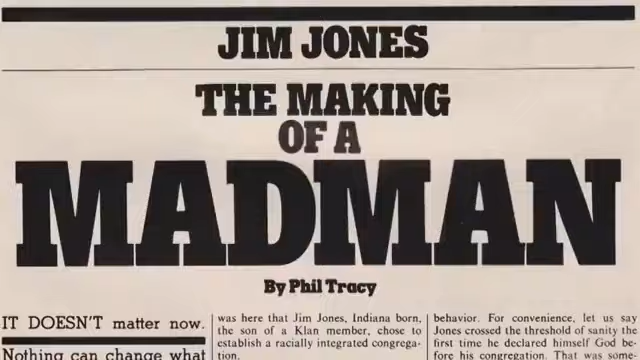 JIM JONES
THE MAKING
OF A
MADMAN
By Phil Tracy
IT DOESN'T matter now.
Nothing can change what
was here that Jim Jones, Indiana born,
the son of a Klan member, chose to
establish a racially integrated congrega-
tion.
behavior. For convenience, let us say
Jones crossed the threshold of sanity the
first time he declared himself God be-
fore his congregation. That was some-